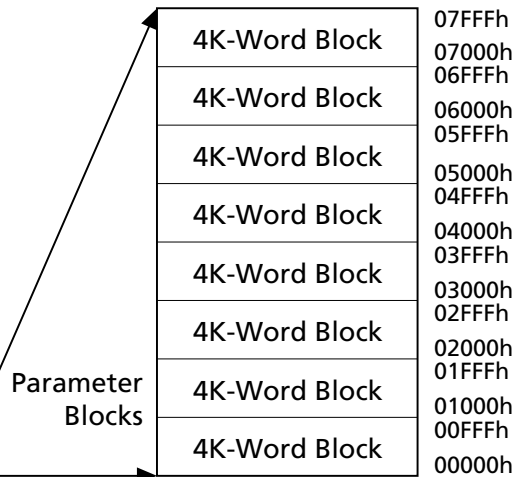 07FFFh
4K-Word Block
07000h
06FFFh
4K-Word Block
06000h
05FFFh
4K-Word Block
05000h
04FFFh
4K-Word Block
04000h
03FFFh
4K-Word Block
03000h
02FFFh
4K-Word Block
02000h
01FFFh
Parameter
Blocks
4K-Word Block
01000h
00FFFh
4K-Word Block
00000h